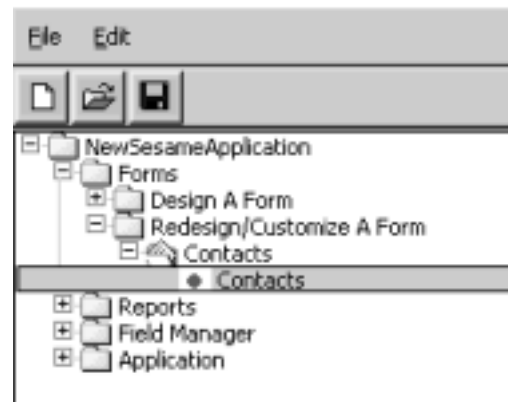 File Edit
NewSesameApplication
Forms
Design A Form
Redesign/Customize A Form
Contacts
Contacts
Reports
Field Manager
Application